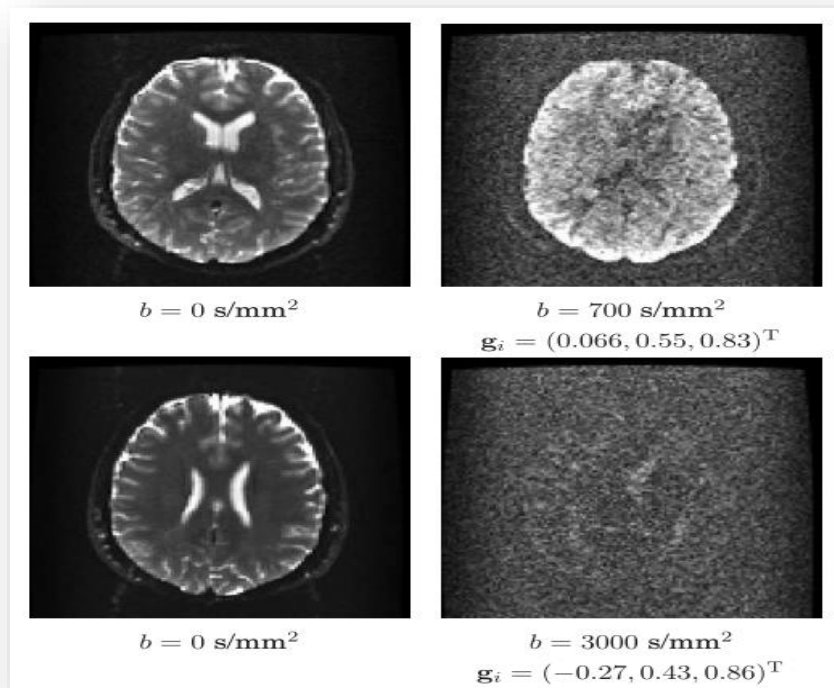 b = 0 s/mm²
b = 700 s/mm²
gᵢ = (0.066, 0.55, 0.83)ᵀ
b = 0 s/mm²
b = 3000 s/mm²
gᵢ = (−0.27, 0.43, 0.86)ᵀ